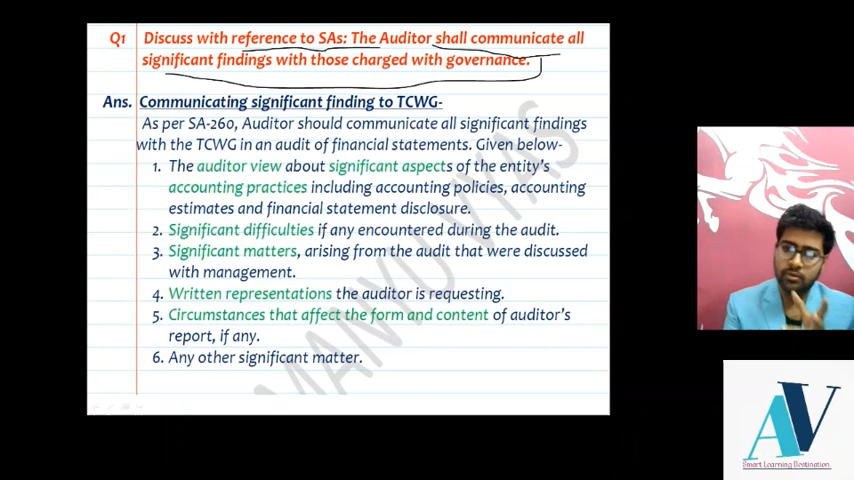 Q1 Discuss with reference to SAs: The Auditor shall communicate all
significant findings with those charged with governance.
Ans. Communicating significant finding to TCWG-
As per SA-260, Auditor should communicate all significant findings
with the TCWG in an audit of financial statements. Given below-
1. The auditor view about significant aspects of the entity's
accounting practices including accounting policies, accounting
estimates and financial statement disclosure.
2. Significant difficulties if any encountered during the audit.
3. Significant matters, arising from the audit that were discussed
with management.
4. Written representations the auditor is requesting.
5. Circumstances that affect the form and content of auditor's
report, if any.
6. Any other significant matter.
MANYU VYAS
AV
Smart Learning Destination